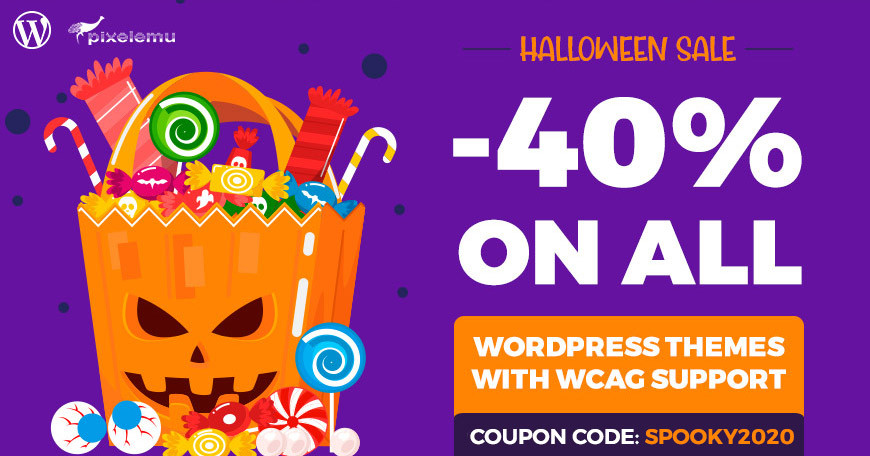 pixelemu
HALLOWEEN SALE
-40%
ON ALL
WORDPRESS THEMES
WITH WCAG SUPPORT
COUPON CODE: SPOOKY2020